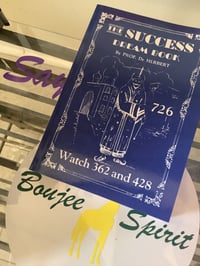 THE SUCCESS
DREAM BOOK
By PROF. De HERBERT
726
Watch 362 and 428
Boujee
Spirit